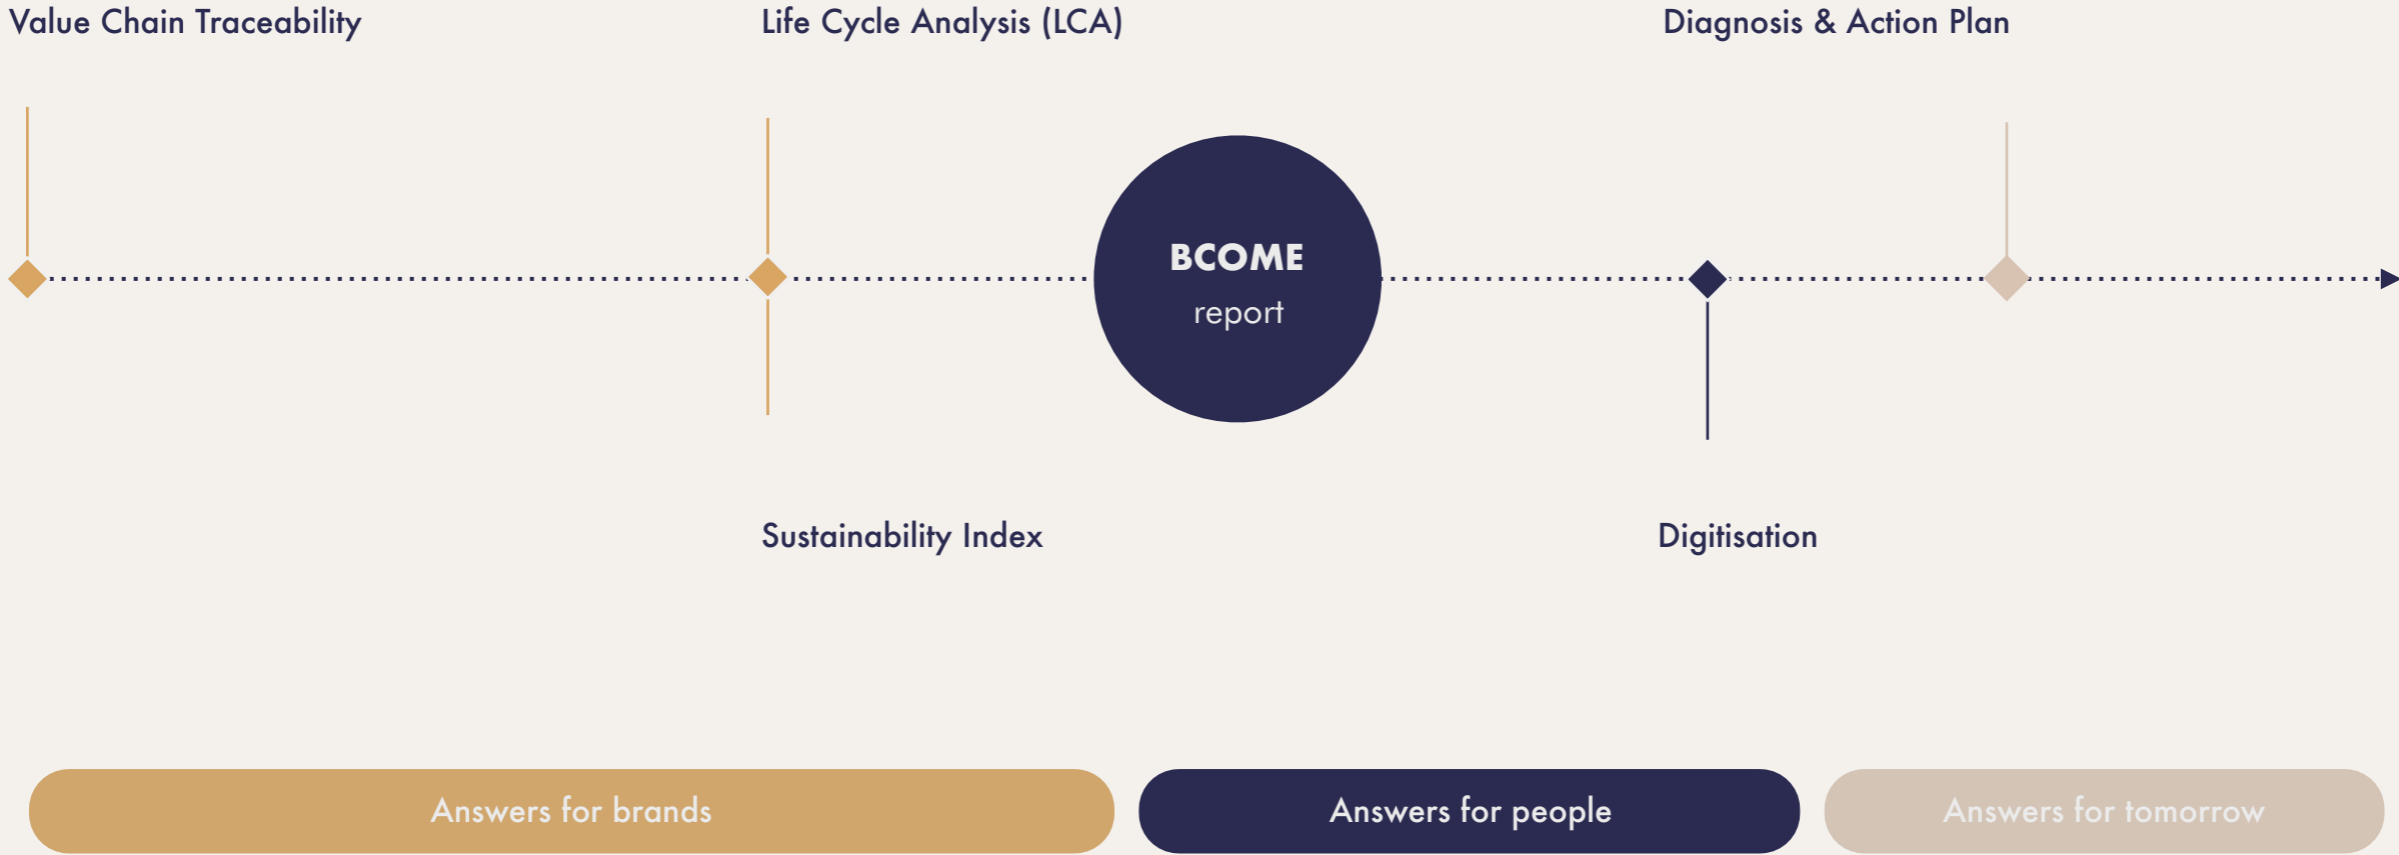 Value Chain Traceability
Life Cycle Analysis (LCA)
Diagnosis & Action Plan
BCOME
report
Sustainability Index
Digitisation
Answers for brands
Answers for people
Answers for tomorrow